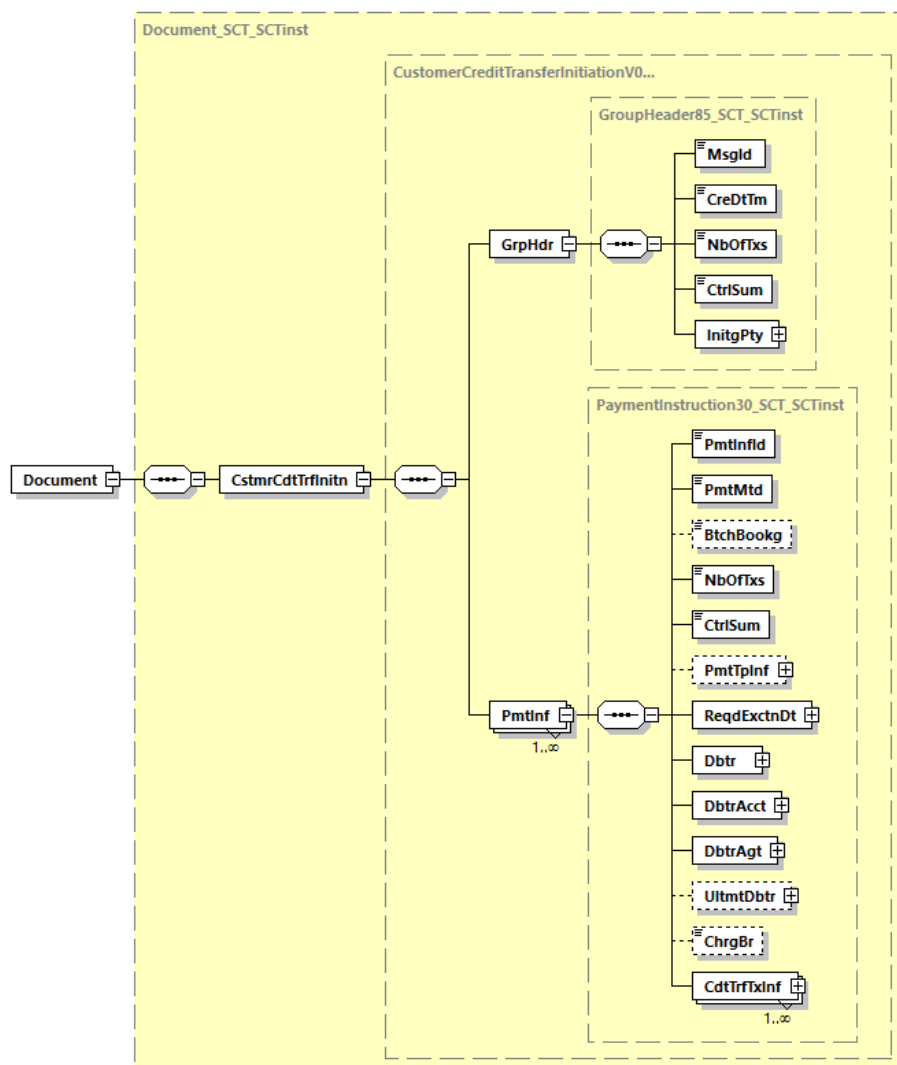 Document_SCT_SCTinst
CustomerCreditTransferInitiationV0...
GroupHeader85_SCT_SCTinst
MsgId
CreDtTm
NbOfTxs
CtrlSum
InitgPty
GrpHdr
Document
CstmrCdtTrfInitn
PaymentInstruction30_SCT_SCTinst
PmtInfId
PmtMtd
BtchBookg
NbOfTxs
CtrlSum
PmtTpInf
PmtInf
1..∞
ReqdExctnDt
Dbtr
DbtrAcct
DbtrAgt
UltmtDbtr
ChrgBr
CdtTrfTxInf
1..∞